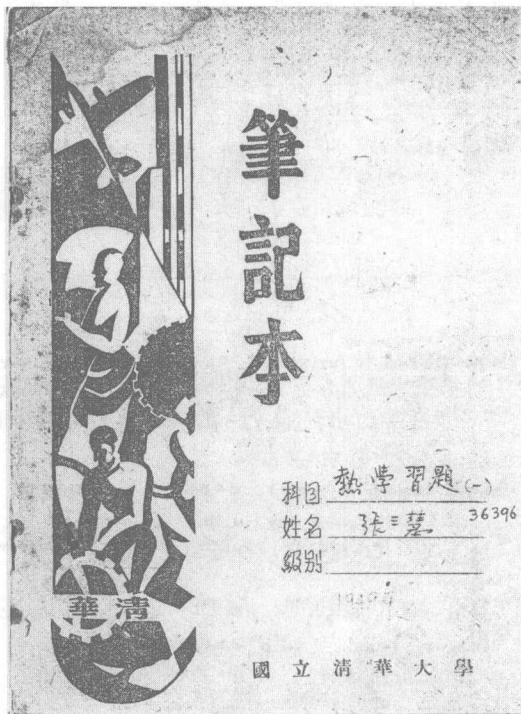 筆記本
科目 熱學習題(一)
姓名 張三慧 36396
級別
華清
國立清華大學